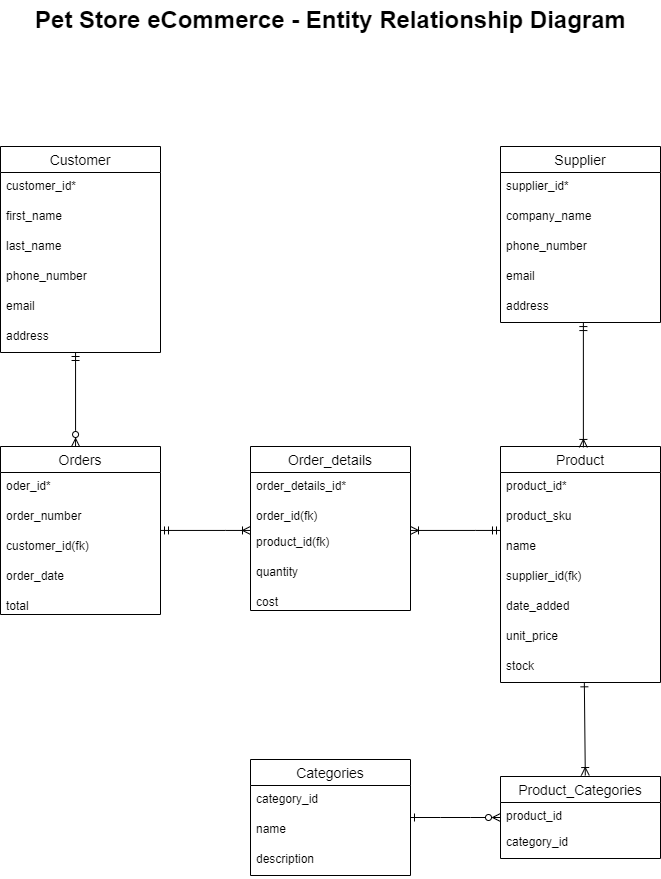 Pet Store eCommerce - Entity Relationship Diagram
Customer
customer_id*
first_name
last_name
phone_number
email
address
Supplier
supplier_id*
company_name
phone_number
email
address
Orders
oder_id*
order_number
customer_id(fk)
order_date
total
Order_details
order_details_id*
order_id(fk)
product_id(fk)
quantity
cost
Product
product_id*
product_sku
name
supplier_id(fk)
date_added
unit_price
stock
Categories
category_id
name
description
Product_Categories
product_id
category_id